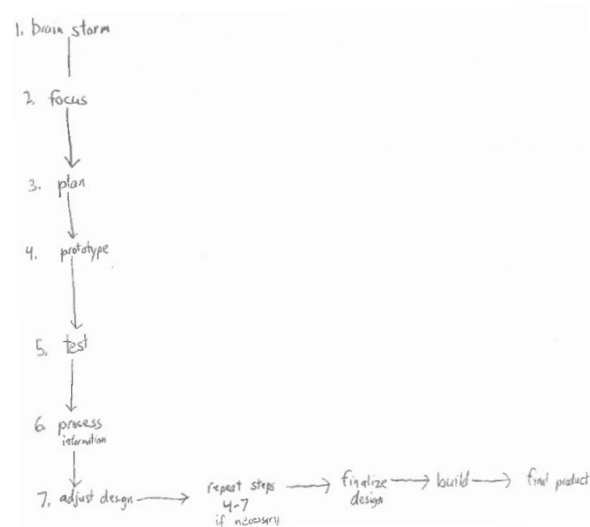 1. brain storm
2. focus
3. plan
4. prototype
5. test
6. process
information
7. adjust design
repeat steps
4-7
if necessary
finalize
design
build
final product